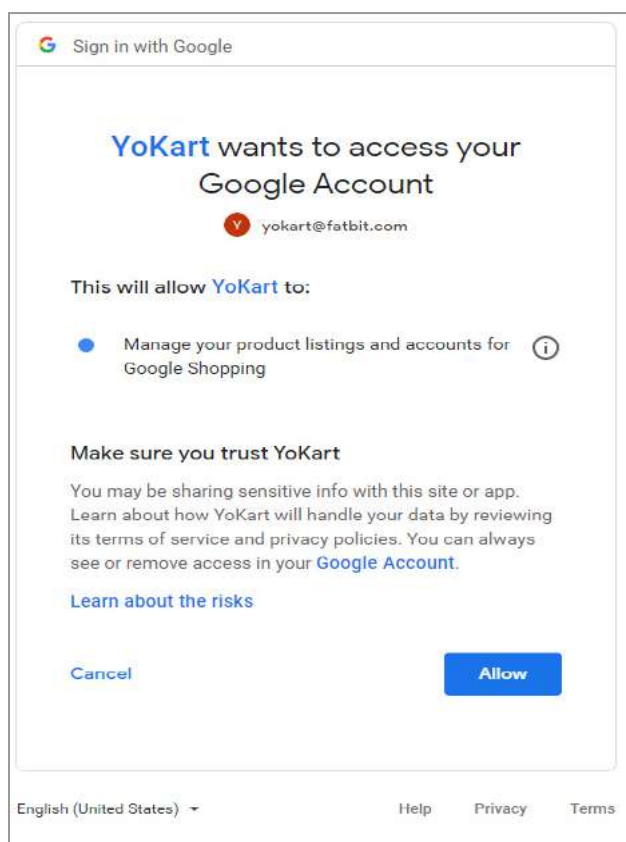 Sign in with Google
YoKart wants to access your
Google Account
Y yokart@fatbit.com
This will allow YoKart to:
Manage your product listings and accounts for
Google Shopping
Make sure you trust YoKart
You may be sharing sensitive info with this site or app.
Learn about how YoKart will handle your data by reviewing
its terms of service and privacy policies. You can always
see or remove access in your Google Account.
Learn about the risks
Cancel Allow
English (United States) Help Privacy Terms